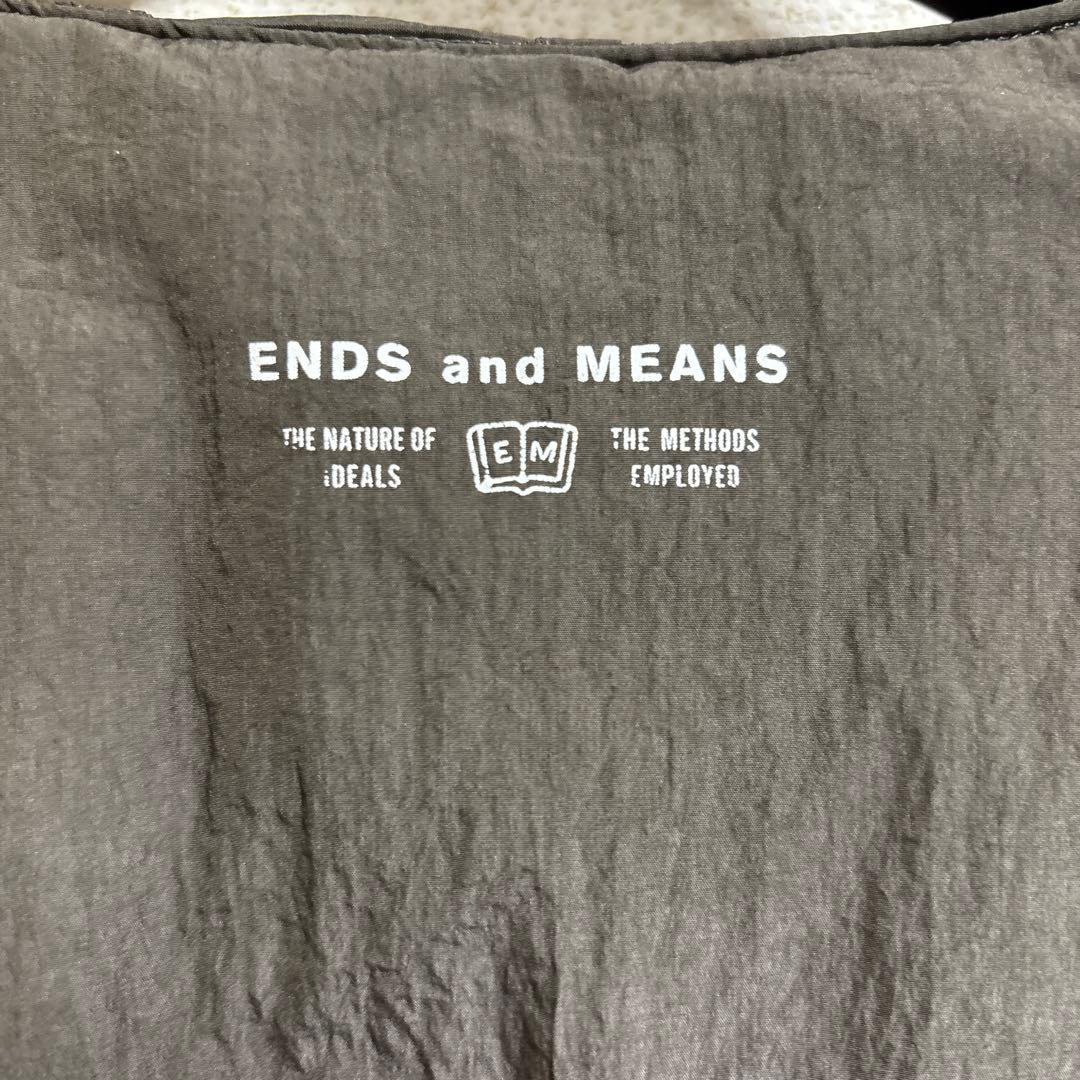 ENDS and MEANS
THE NATURE OF
IDEALS
E M
THE METHODS
EMPLOYED